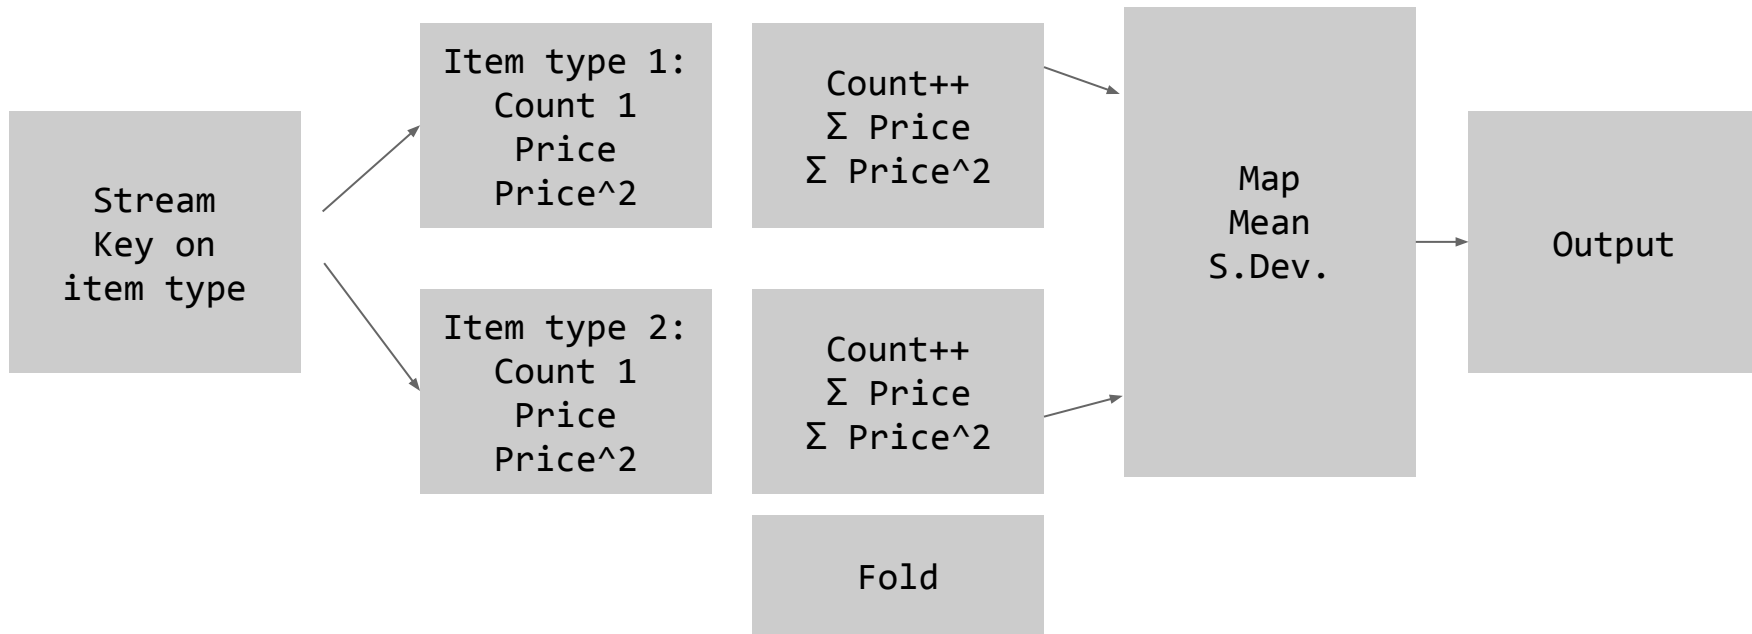 Stream
Key on
item type
Item type 1:
Count 1
Price
Price^2
Item type 2:
Count 1
Price
Price^2
Count++
Σ Price
Σ Price^2
Count++
Σ Price
Σ Price^2
Fold
Map
Mean
S.Dev.
Output